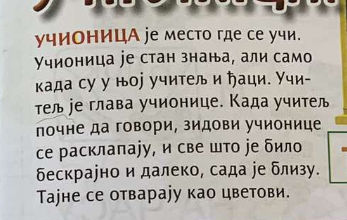 УЧИОНИЦА је место где се учи.
Учионица је стан знања, али само
када су у њој учитељ и ђаци. Учи-
тељ је глава учионице. Када учитељ
почне да говори, зидови учионице
се расклапају, и све што је било
бескрајно и далеко, сада је близу.
Тајне се отварају као цветови.